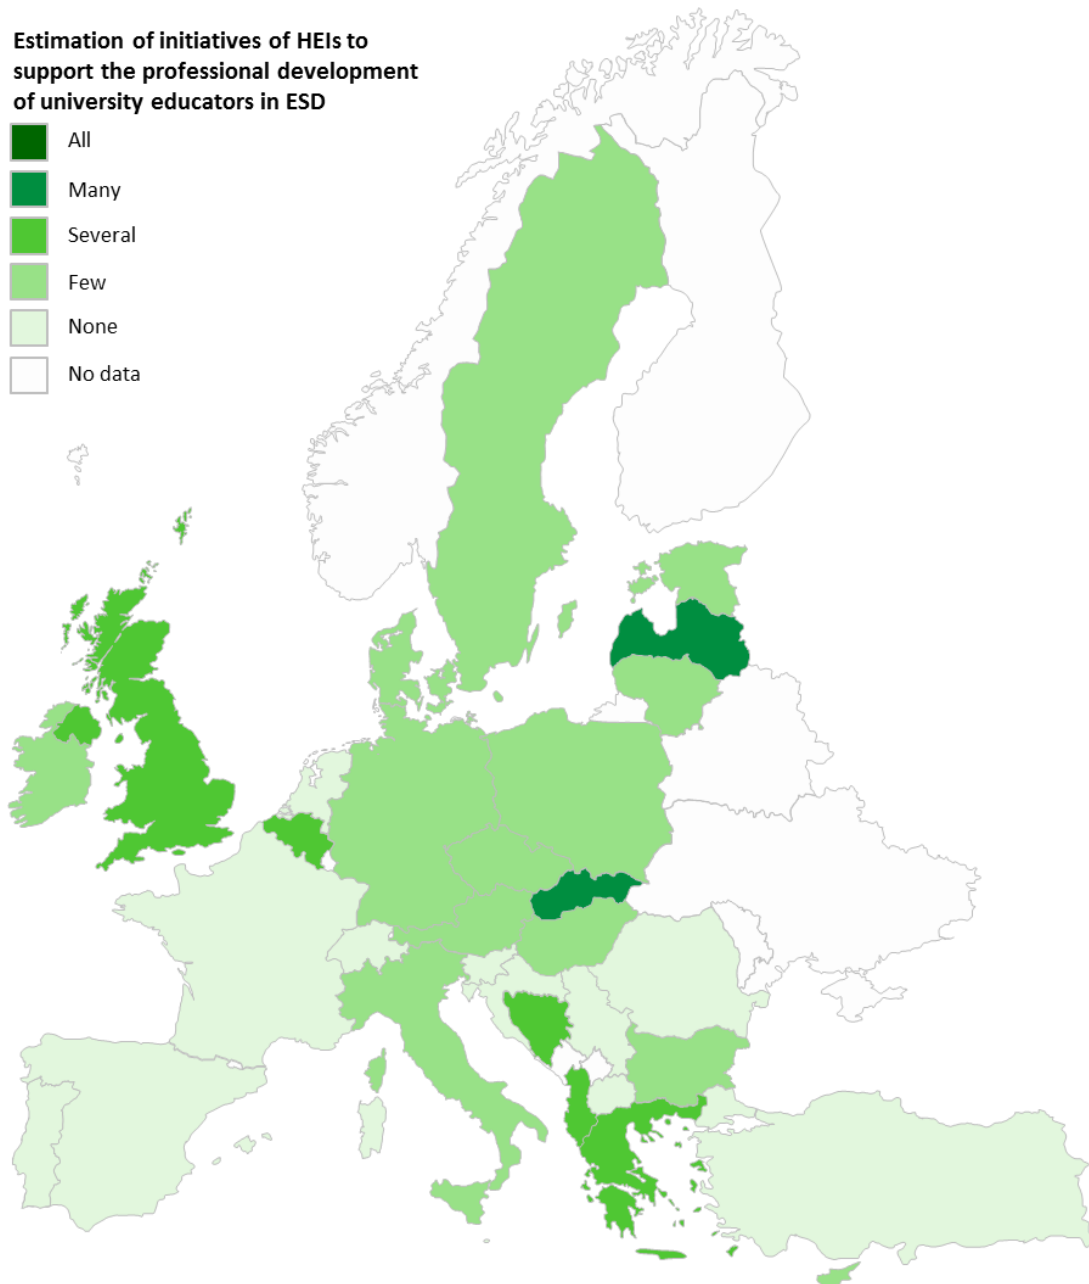 Estimation of initiatives of HEIs to
support the professional development
of university educators in ESD
All
Many
Several
Few
None
No data